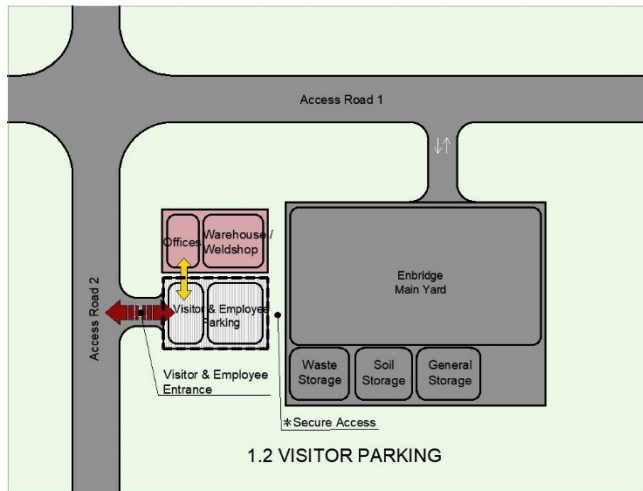 Access Road 1
Offices
Warehouse /
Weldshop
Enbridge
Main Yard
Visitor & Employee
Parking
Access Road 2
Waste
Storage
Soil
Storage
General
Storage
Visitor & Employee
Entrance
*Secure Access
1.2 VISITOR PARKING